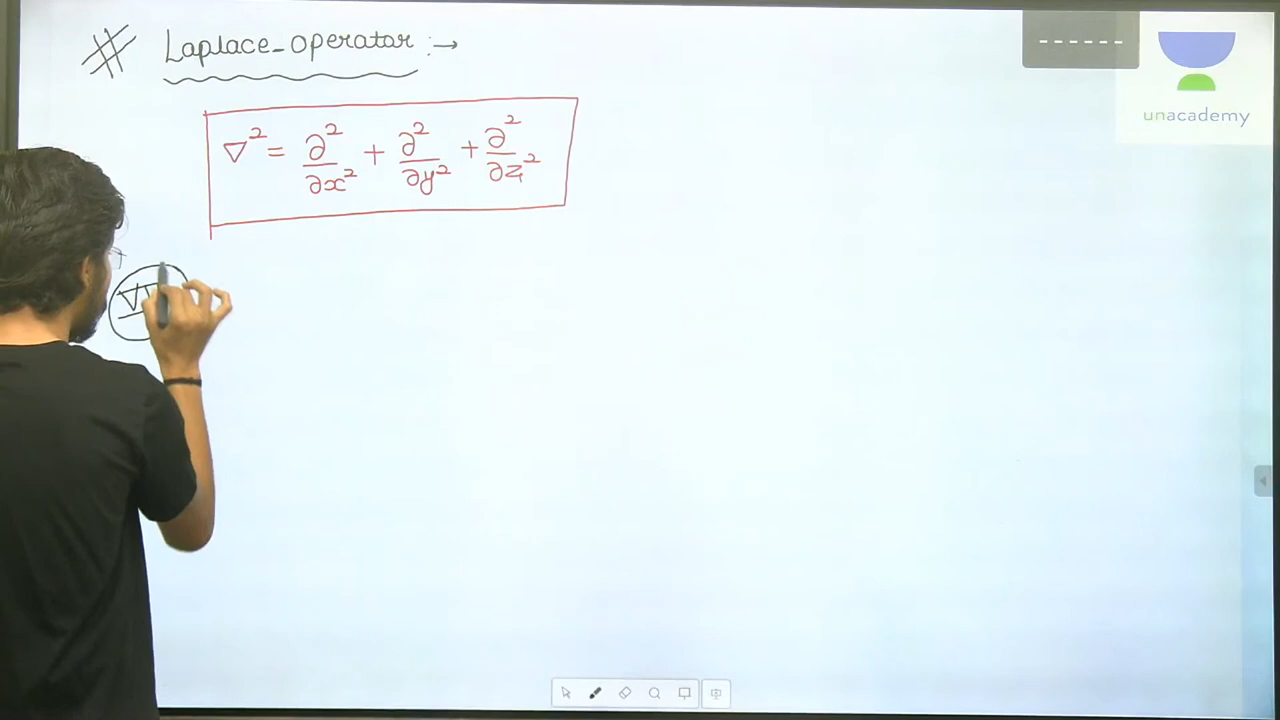 # Laplace-operator :→
∇² = ∂²/∂x² + ∂²/∂y² + ∂²/∂z²
unacademy
------